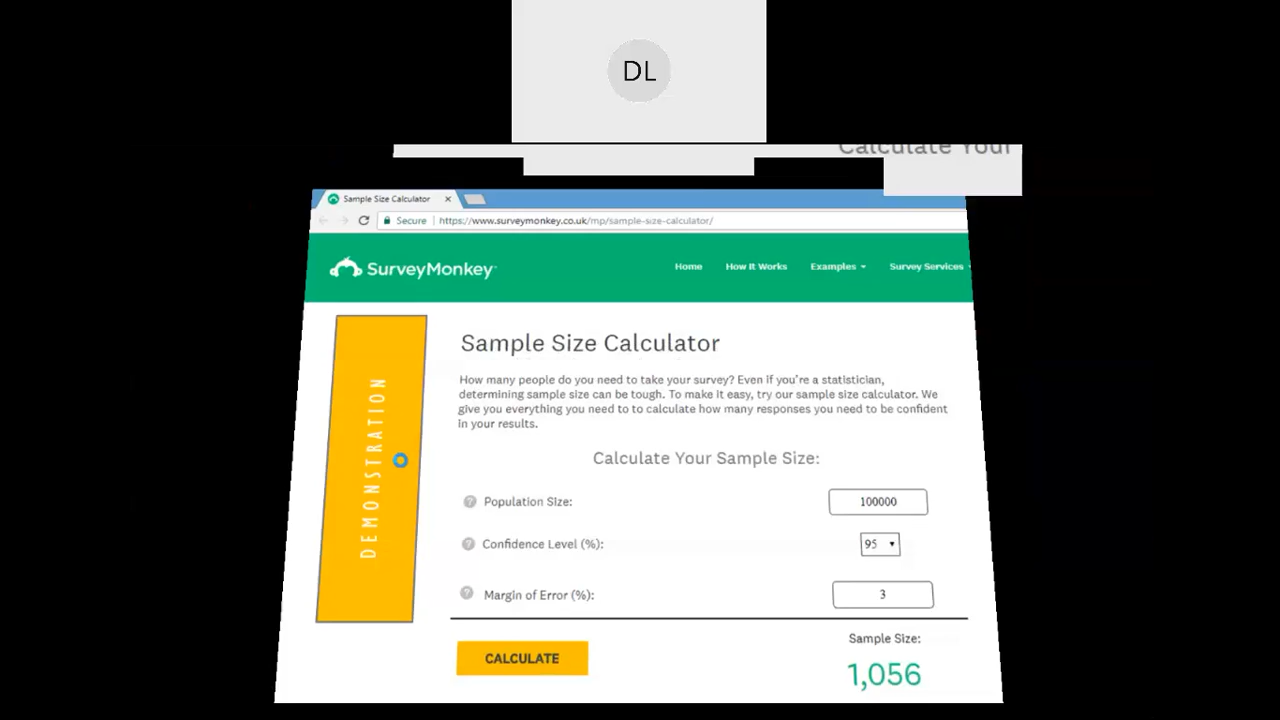 DL
Calculate Your
Sample Size Calculator
Secure https://www.surveymonkey.co.uk/mp/sample-size-calculator/
SurveyMonkey
Home How It Works Examples Survey Services
DEMONSTRATION
Sample Size Calculator
How many people do you need to take your survey? Even if you're a statistician,
determining sample size can be tough. To make it easy, try our sample size calculator. We
give you everything you need to to calculate how many responses you need to be confident
in your results.
Calculate Your Sample Size:
? Population Size: 100000
? Confidence Level (%): 95
? Margin of Error (%): 3
Sample Size:
CALCULATE
1,056